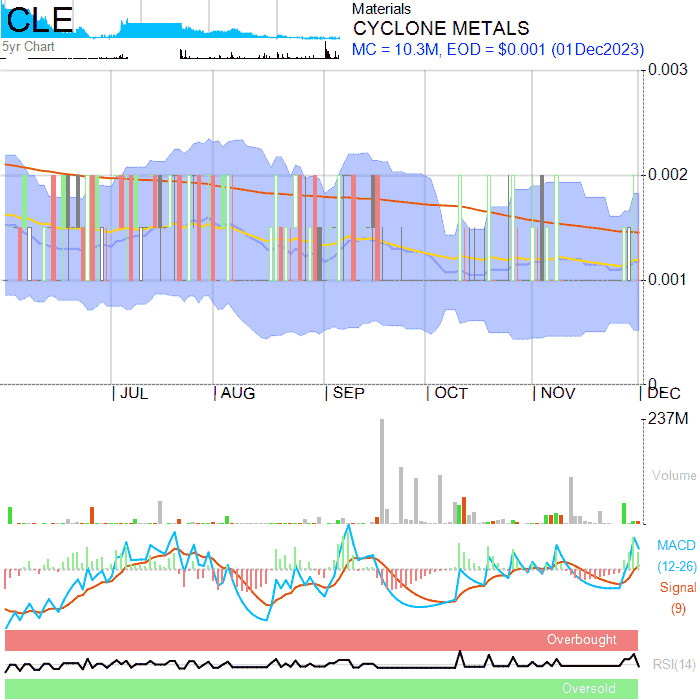 CLE
5yr Chart
Materials
CYCLONE METALS
MC = 10.3M, EOD = $0.001 (01Dec2023)
0.003
0.002
0.001
0
JUL AUG SEP OCT NOV DEC
237M
Volume
MACD
(12-26)
Signal
(9)
Overbought
RSI(14)
Oversold